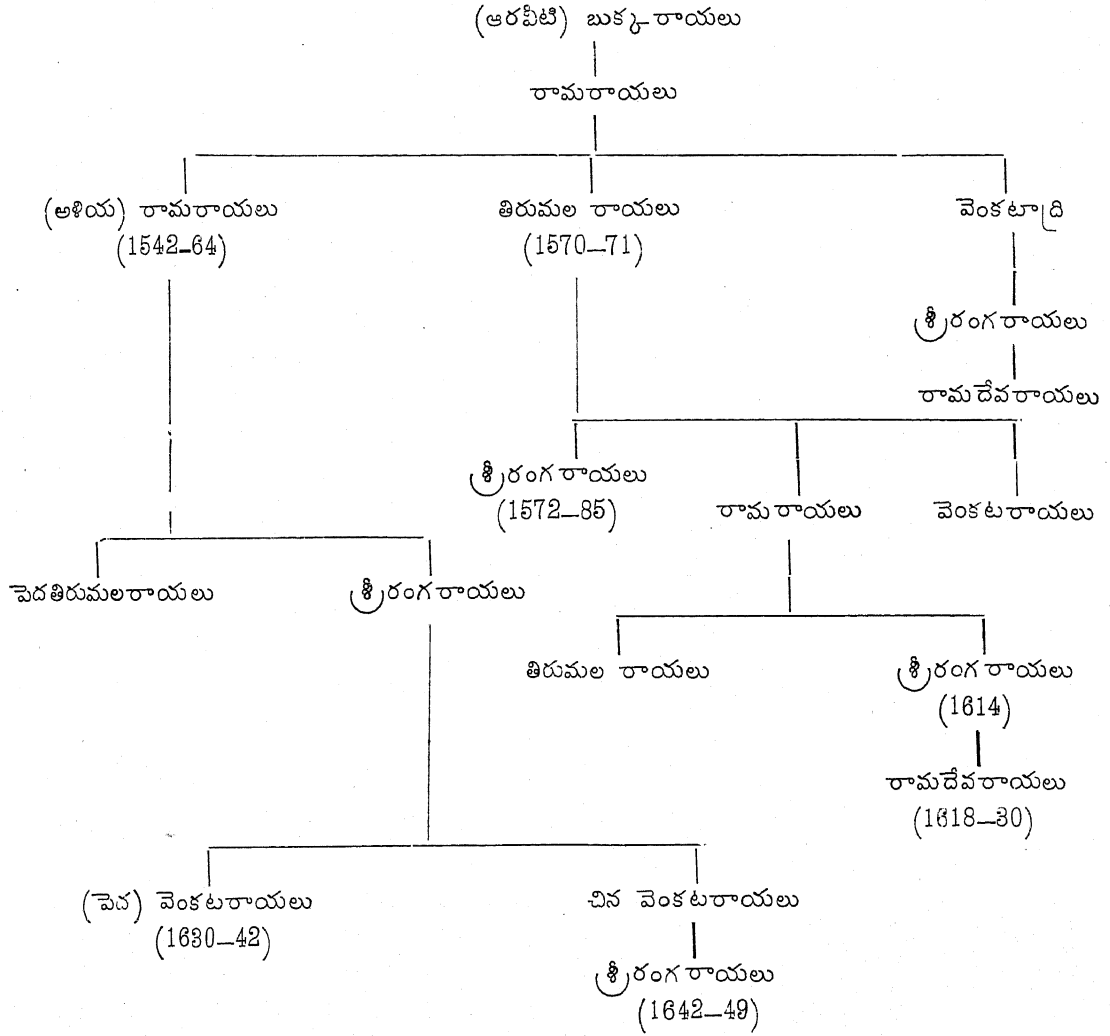 (ఆరవీటి) బుక్క రాయలు
రామరాయలు
(అళియ) రామరాయలు
(1542–64)
తిరుమల రాయలు
(1570–71)
వెంకటాద్రి
శ్రీరంగరాయలు
రామదేవరాయలు
శ్రీరంగరాయలు
(1572–85)
రామరాయలు
వెంకటరాయలు
పెదతిరుమలరాయలు
శ్రీరంగరాయలు
తిరుమల రాయలు
శ్రీరంగరాయలు
(1614)
రామదేవరాయలు
(1618–30)
(పెద) వెంకటరాయలు
(1630–42)
చిన వెంకటరాయలు
శ్రీరంగరాయలు
(1642–49)